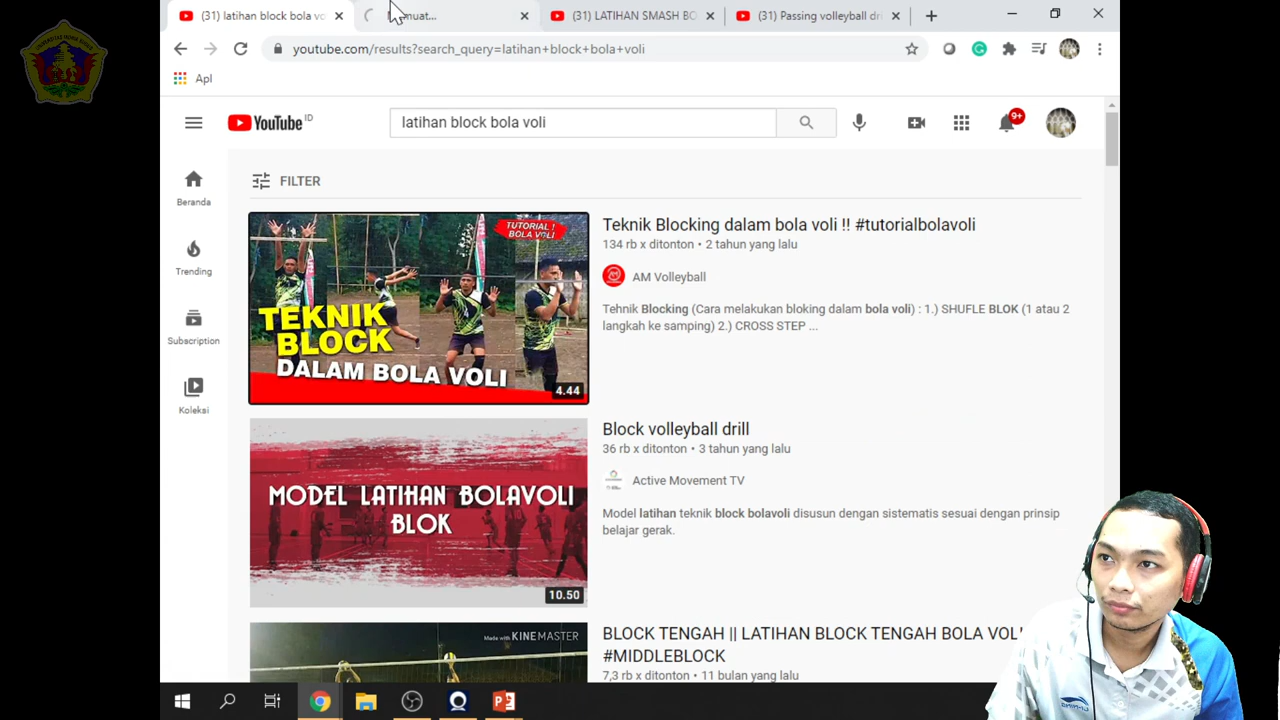 (31) latihan block bola vo
(31) LATIHAN SMASH BO
(31) Passing volleyball dri
youtube.com/results?search_query=latihan+block+bola+voli
Apl
YouTube ID
latihan block bola voli
9+
FILTER
Beranda
Trending
Subscription
Koleksi
TUTORIAL !
BOLA VOLI
TEKNIK
BLOCK
DALAM BOLA VOLI
4.44
Teknik Blocking dalam bola voli !! #tutorialbolavoli
134 rb x ditonton • 2 tahun yang lalu
AM Volleyball
Tehnik Blocking (Cara melakukan bloking dalam bola voli) : 1.) SHUFLE BLOK (1 atau 2
langkah ke samping) 2.) CROSS STEP ...
MODEL LATIHAN BOLAVOLI
BLOK
10.50
Block volleyball drill
36 rb x ditonton • 3 tahun yang lalu
Active Movement TV
Model latihan teknik block bolavoli disusun dengan sistematis sesuai dengan prinsip
belajar gerak.
Made with KINEMASTER
BLOCK TENGAH || LATIHAN BLOCK TENGAH BOLA VOLI
#MIDDLEBLOCK
7,3 rb x ditonton • 11 bulan yang lalu